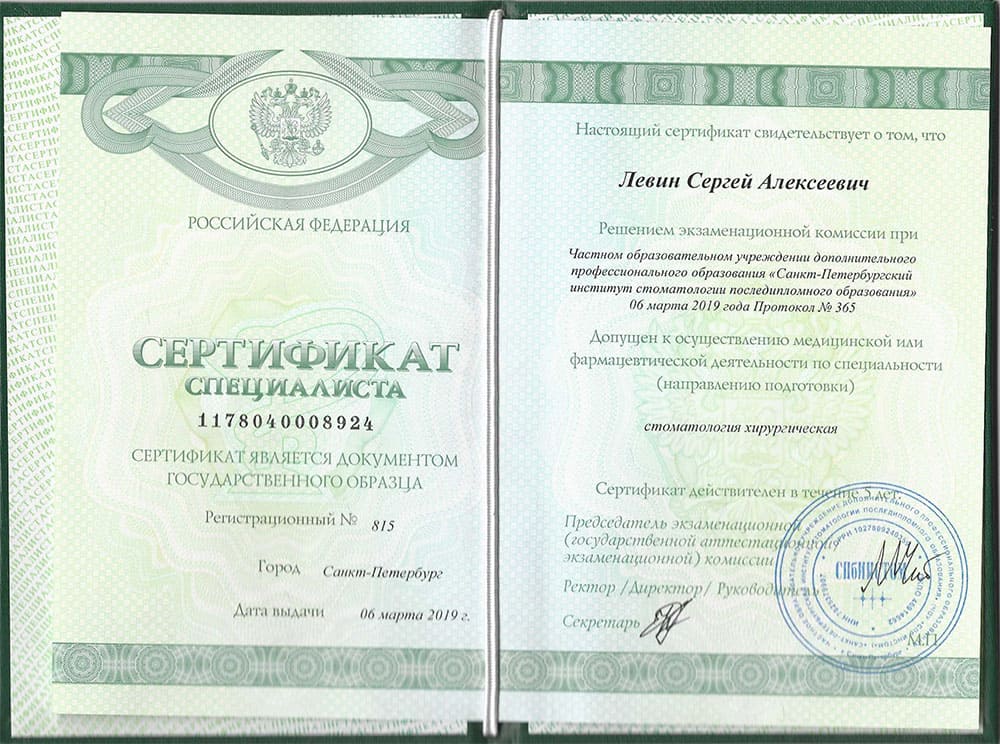 РОССИЙСКАЯ ФЕДЕРАЦИЯ
СЕРТИФИКАТ
СПЕЦИАЛИСТА
1178040008924
СЕРТИФИКАТ ЯВЛЯЕТСЯ ДОКУМЕНТОМ
ГОСУДАРСТВЕННОГО ОБРАЗЦА
Регистрационный № 815
Город Санкт-Петербург
Дата выдачи 06 марта 2019 г.
Настоящий сертификат свидетельствует о том, что
Левин Сергей Алексеевич
Решением экзаменационной комиссии при
Частном образовательном учреждении дополнительного
профессионального образования «Санкт-Петербургский
институт стоматологии последипломного образования»
06 марта 2019 года Протокол № 365
Допущен к осуществлению медицинской или
фармацевтической деятельности по специальности
(направлению подготовки)
стоматология хирургическая
Сертификат действителен в течение 5 лет.
Председатель экзаменационной
(государственной аттестационной
экзаменационной) комиссии
Ректор /Директор/ Руководитель
Секретарь
М.П.